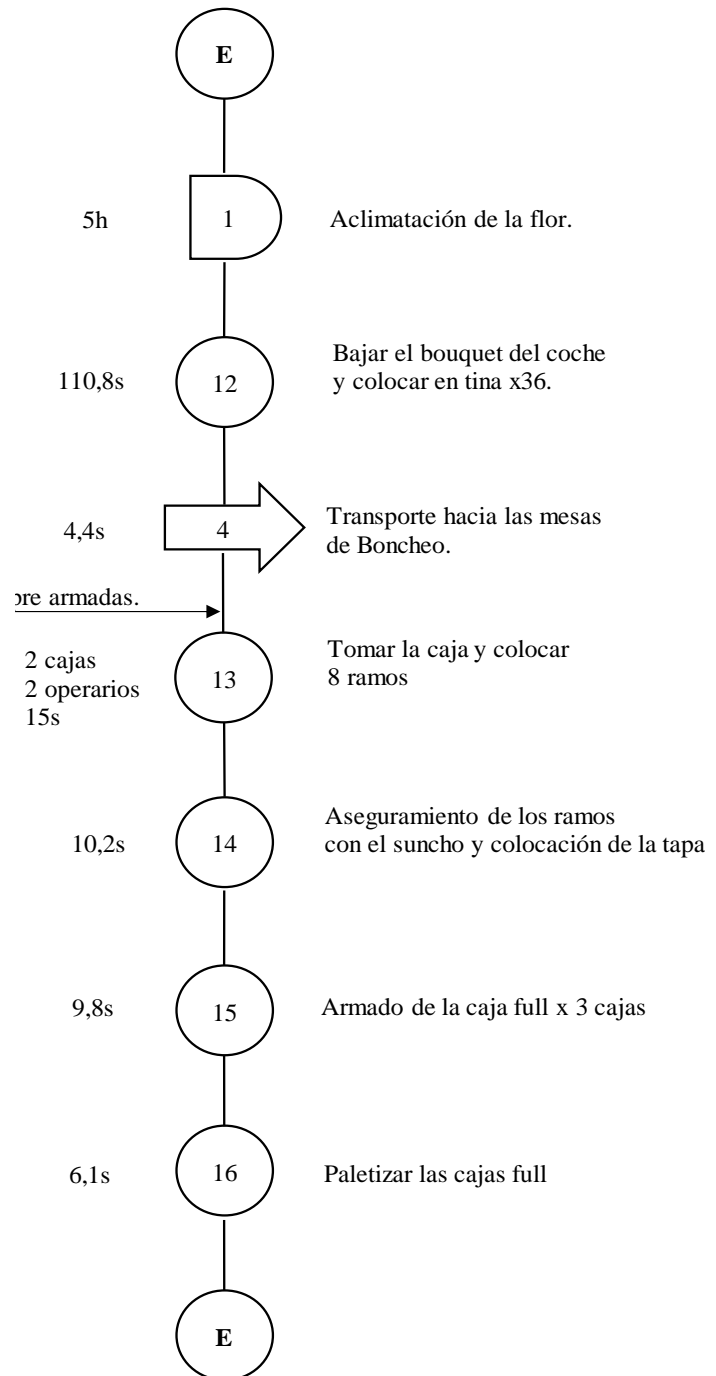 E
5h
1
Aclimatación de la flor.
110,8s
12
Bajar el bouquet del coche
y colocar en tina x36.
4,4s
4
Transporte hacia las mesas
de Boncheo.
armadas.
2 cajas
2 operarios
15s
13
Tomar la caja y colocar
8 ramos
10,2s
14
Aseguramiento de los ramos
con el suncho y colocación de la tapa
9,8s
15
Armado de la caja full x 3 cajas
6,1s
16
Paletizar las cajas full
E